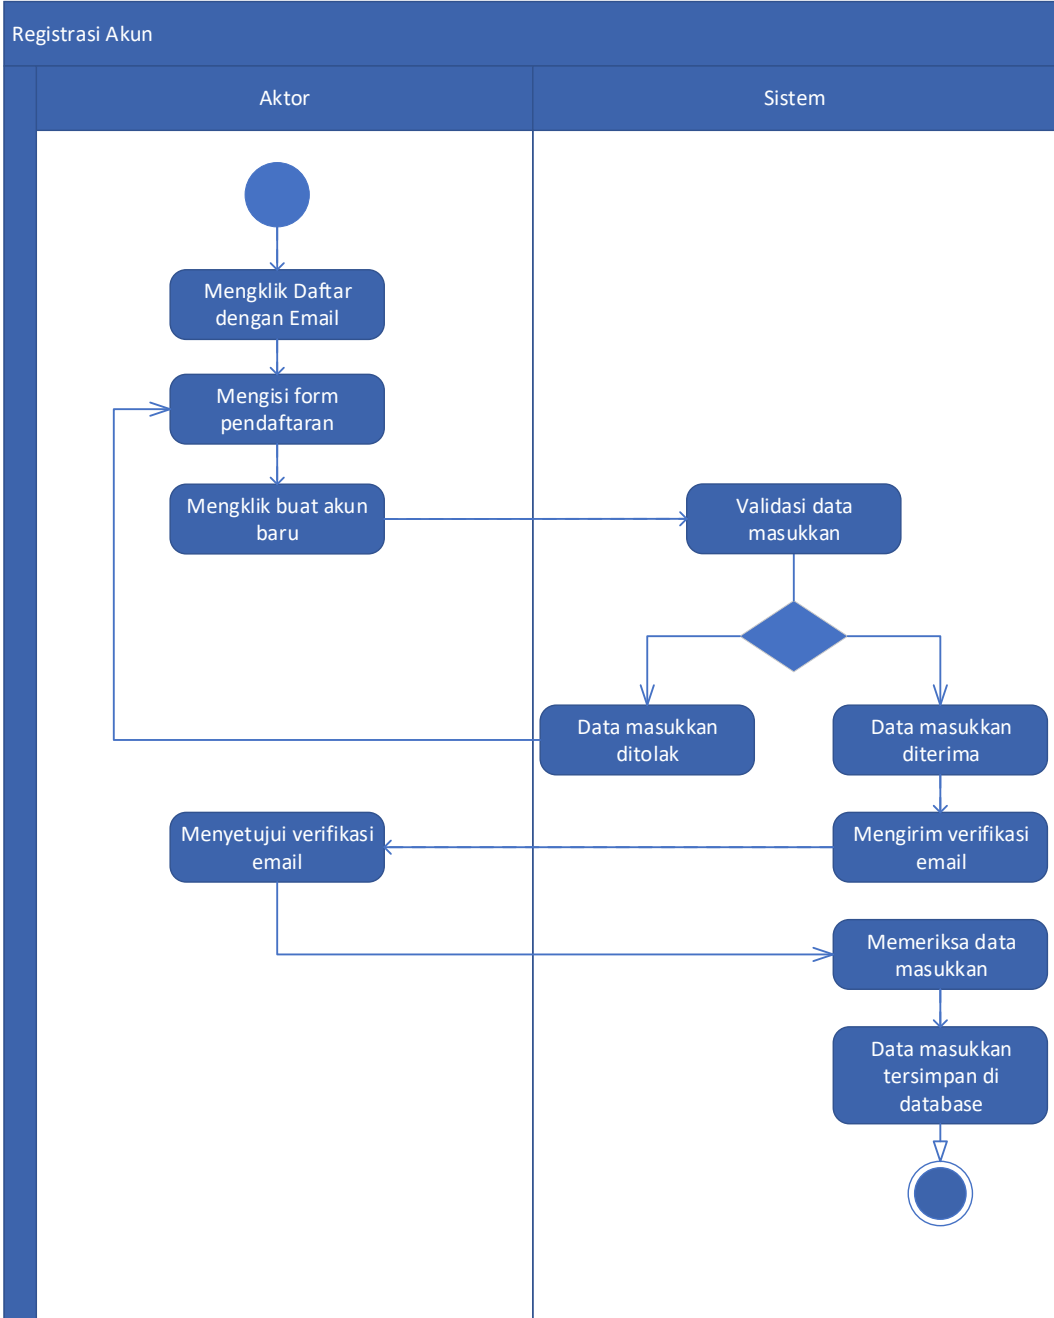 Registrasi Akun
Aktor
Sistem
Mengklik Daftar
dengan Email
Mengisi form
pendaftaran
Mengklik buat akun
baru
Validasi data
masukkan
Data masukkan
ditolak
Data masukkan
diterima
Menyetujui verifikasi
email
Mengirim verifikasi
email
Memeriksa data
masukkan
Data masukkan
tersimpan di
database